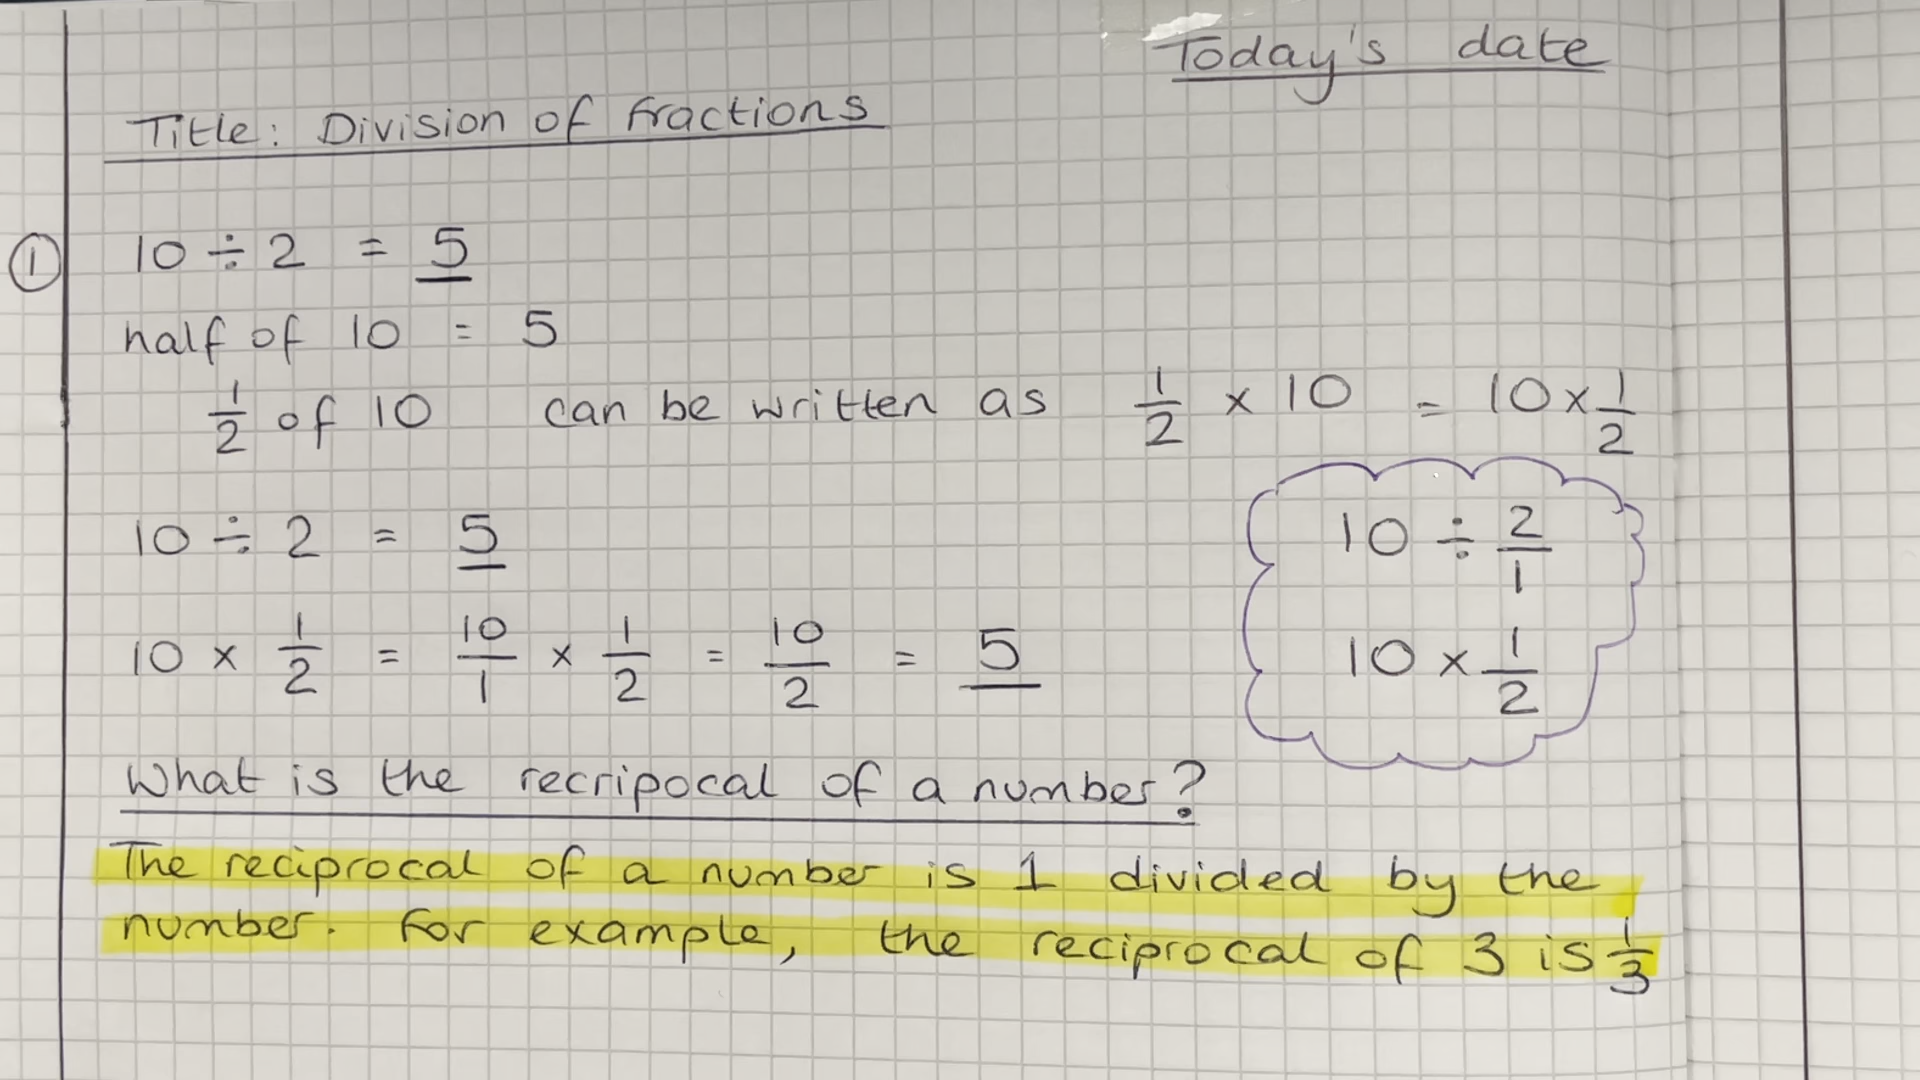 Today's date
Title: Division of fractions
① 10 ÷ 2 = 5
half of 10 = 5
1/2 of 10 can be written as 1/2 × 10 = 10 × 1/2
10 ÷ 2/1
10 ÷ 2 = 5
10 × 1/2 = 10/1 × 1/2 = 10/2 = 5
10 × 1/2
What is the recripocal of a number?
The reciprocal of a number is 1 divided by the
number. For example, the reciprocal of 3 is 1/3